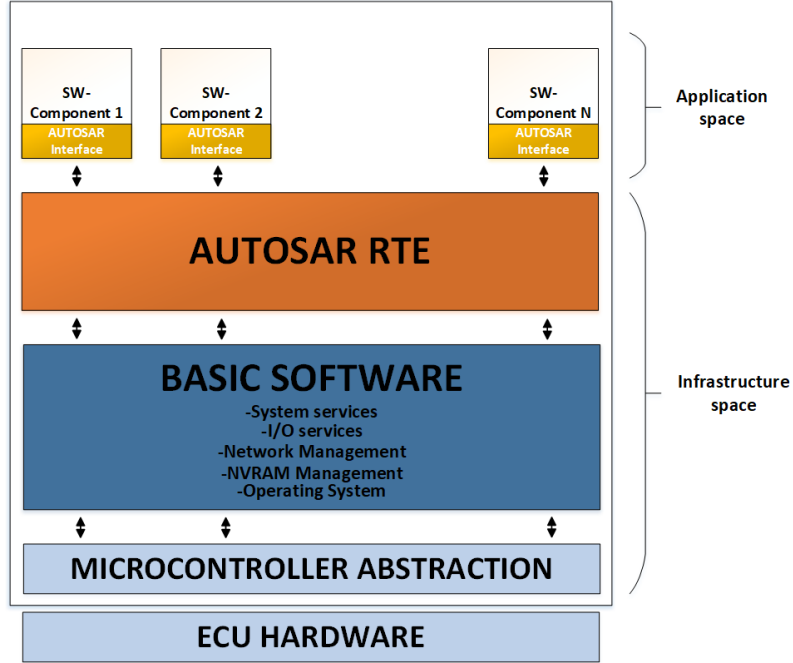 SW-
Component 1
AUTOSAR
Interface
SW-
Component 2
AUTOSAR
Interface
SW-
Component N
AUTOSAR
Interface
Application
space
AUTOSAR RTE
BASIC SOFTWARE
-System services
-I/O services
-Network Management
-NVRAM Management
-Operating System
Infrastructure
space
MICROCONTROLLER ABSTRACTION
ECU HARDWARE